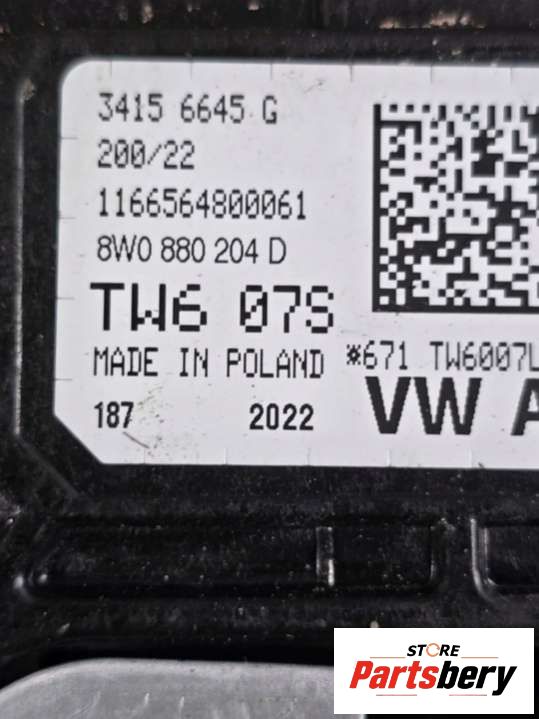 3415 6645 G
200/22
1166564800061
8W0 880 204 D
TW6 07S
MADE IN POLAND
*671 TW6007L
187 2022
VW A
STORE
Partsbery